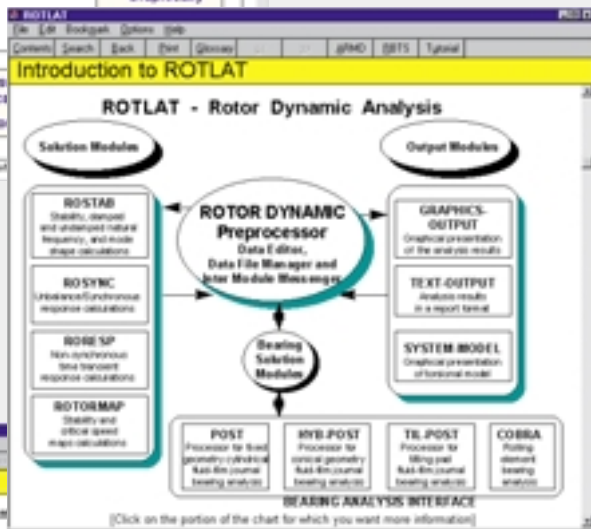 ROTLAT
File Edit Bookmark Options Help
Contents Search Back Print Glossary ARMD RBTS Tutorial
Introduction to ROTLAT
ROTLAT - Rotor Dynamic Analysis
Solution Modules
Output Modules
ROSTAB
Stability, damped
and undamped natural
frequency, and mode
shape calculations
ROSYNC
Unbalance/Synchronous
response calculations
RORESP
Non-synchronous
time transient
response calculations
ROTORMAP
Stability and
critical speed
maps calculations
ROTOR DYNAMIC
Preprocessor
Data Editor,
Data File Manager and
Inter Module Messenger
Bearing
Solution
Modules
GRAPHICS-
OUTPUT
Graphical presentation
of the analysis results
TEXT-OUTPUT
Analysis results
in a report format
SYSTEM-MODEL
Graphical presentation
of torsional model
POST
Processor for fixed
geometry cylindrical
fluid-film journal
bearing analysis
HYB-POST
Processor for
conical geometry
fluid-film journal
bearing analysis
TIL-POST
Processor for
tilting pad
fluid-film journal
bearing analysis
COBRA
Rolling
element
bearing
analysis
BEARING ANALYSIS INTERFACE
[Click on the portion of the chart for which you want more information]